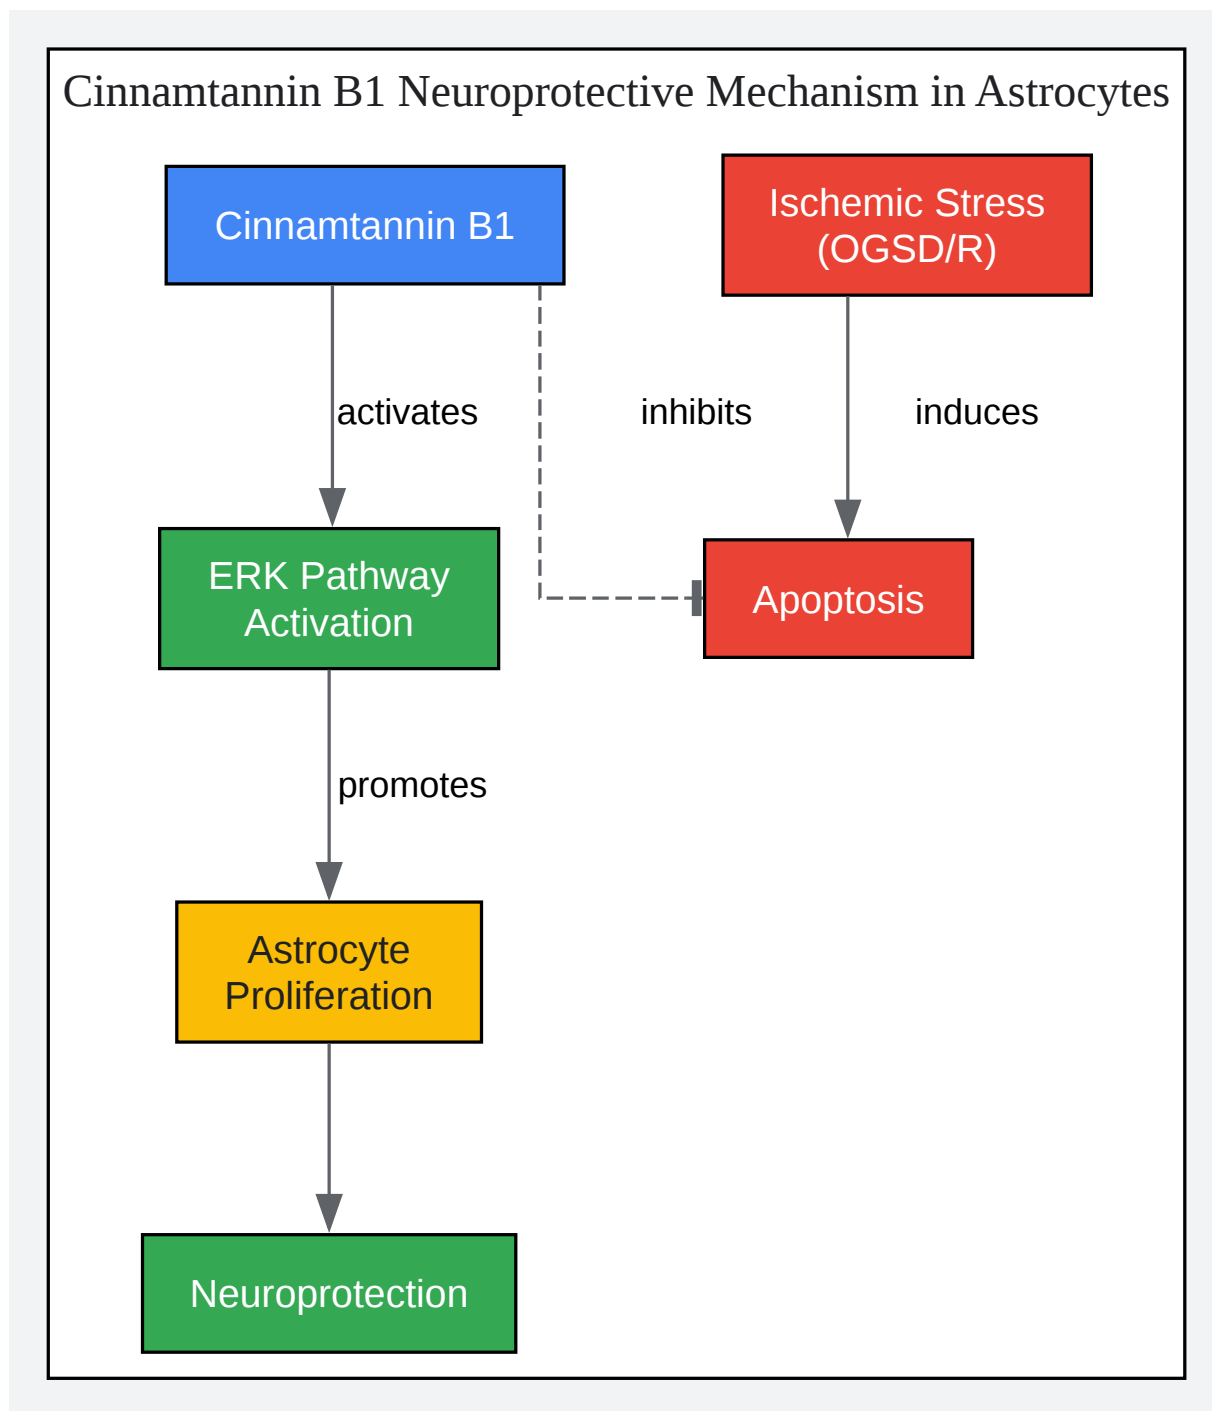 Cinnamtannin B1 Neuroprotective Mechanism in Astrocytes
Cinnamtannin B1
Ischemic Stress
(OGSD/R)
activates
inhibits
induces
ERK Pathway
Activation
Apoptosis
promotes
Astrocyte
Proliferation
Neuroprotection